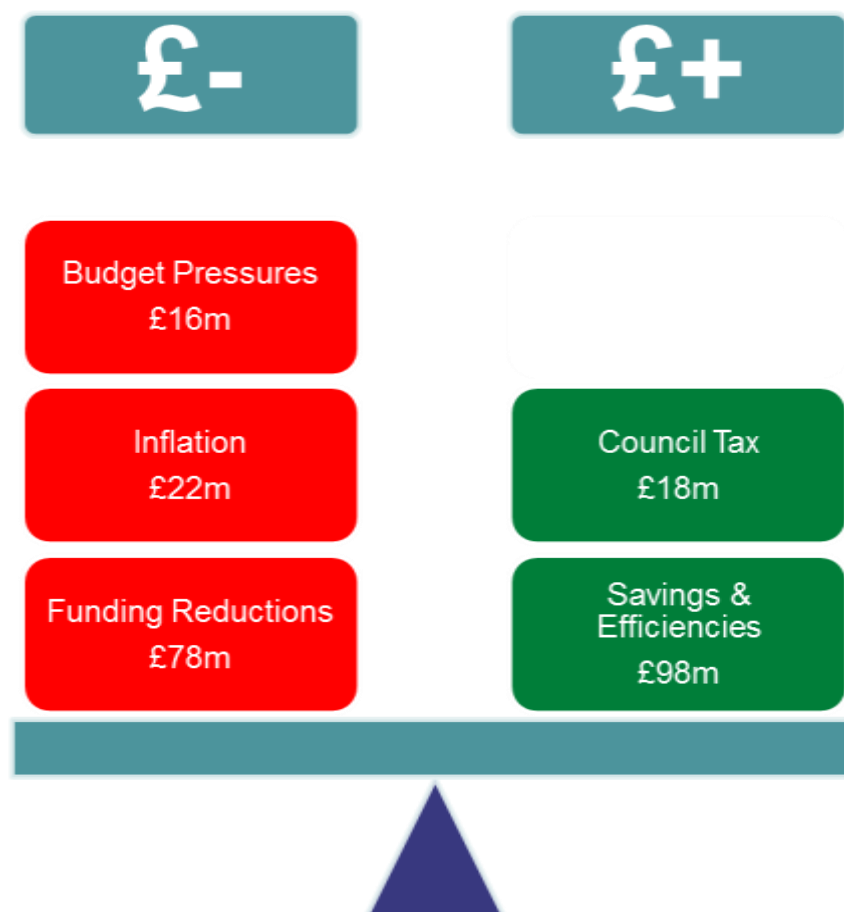 £-
£+
Budget Pressures
£16m
Inflation
£22m
Funding Reductions
£78m
Council Tax
£18m
Savings &
Efficiencies
£98m